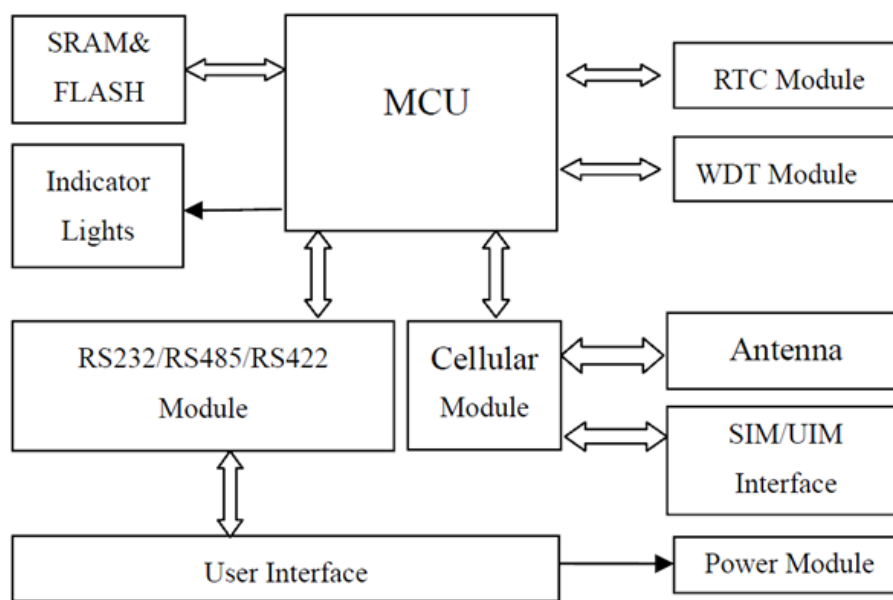 SRAM&
FLASH
MCU
RTC Module
WDT Module
Indicator
Lights
RS232/RS485/RS422
Module
Cellular
Module
Antenna
SIM/UIM
Interface
User Interface
Power Module